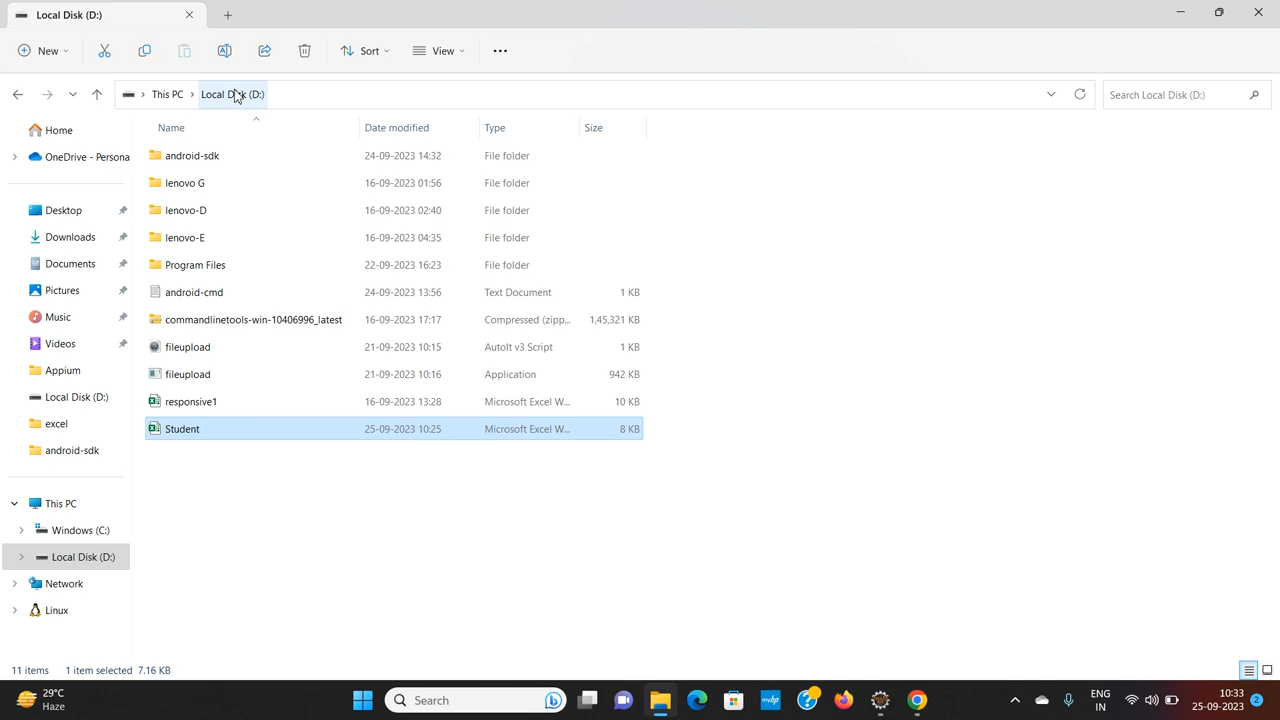 Local Disk (D:)
New
Sort
View
This PC
Local Disk (D:)
Search Local Disk (D:)
Name
Date modified
Type
Size
Home
OneDrive - Persona
Desktop
Downloads
Documents
Pictures
Music
Videos
Appium
Local Disk (D:)
excel
android-sdk
This PC
Windows (C:)
Local Disk (D:)
Network
Linux
android-sdk 24-09-2023 14:32 File folder
lenovo G 16-09-2023 01:56 File folder
lenovo-D 16-09-2023 02:40 File folder
lenovo-E 16-09-2023 04:35 File folder
Program Files 22-09-2023 16:23 File folder
android-cmd 24-09-2023 13:56 Text Document 1 KB
commandlinetools-win-10406996_latest 16-09-2023 17:17 Compressed (zipp... 1,45,321 KB
fileupload 21-09-2023 10:15 AutoIt v3 Script 1 KB
fileupload 21-09-2023 10:16 Application 942 KB
responsive1 16-09-2023 13:28 Microsoft Excel W... 10 KB
Student 25-09-2023 10:25 Microsoft Excel W... 8 KB
11 items 1 item selected 7.16 KB
29°C
Haze
Search
ENG
IN
10:33
25-09-2023
2